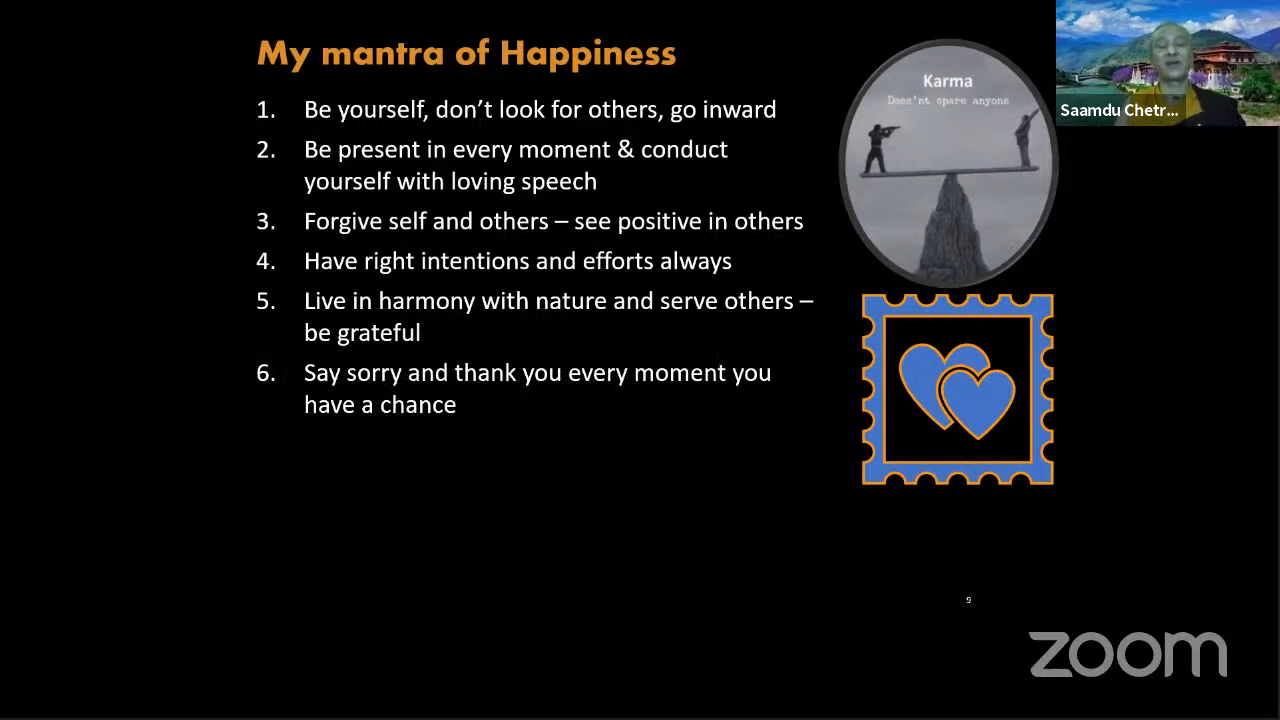 My mantra of Happiness
1. Be yourself, don't look for others, go inward
2. Be present in every moment & conduct
yourself with loving speech
3. Forgive self and others – see positive in others
4. Have right intentions and efforts always
5. Live in harmony with nature and serve others –
be grateful
6. Say sorry and thank you every moment you
have a chance
Karma
Does'nt spare anyone
Saamdu Chetr...
9
zoom